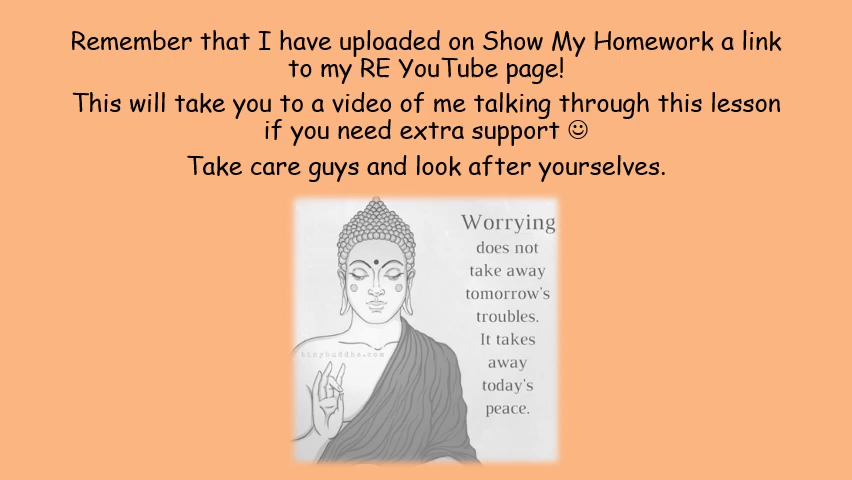 Remember that I have uploaded on Show My Homework a link
to my RE YouTube page!
This will take you to a video of me talking through this lesson
if you need extra support ☺
Take care guys and look after yourselves.
Worrying
does not
take away
tomorrow's
troubles.
It takes
away
today's
peace.
tinybuddha.com